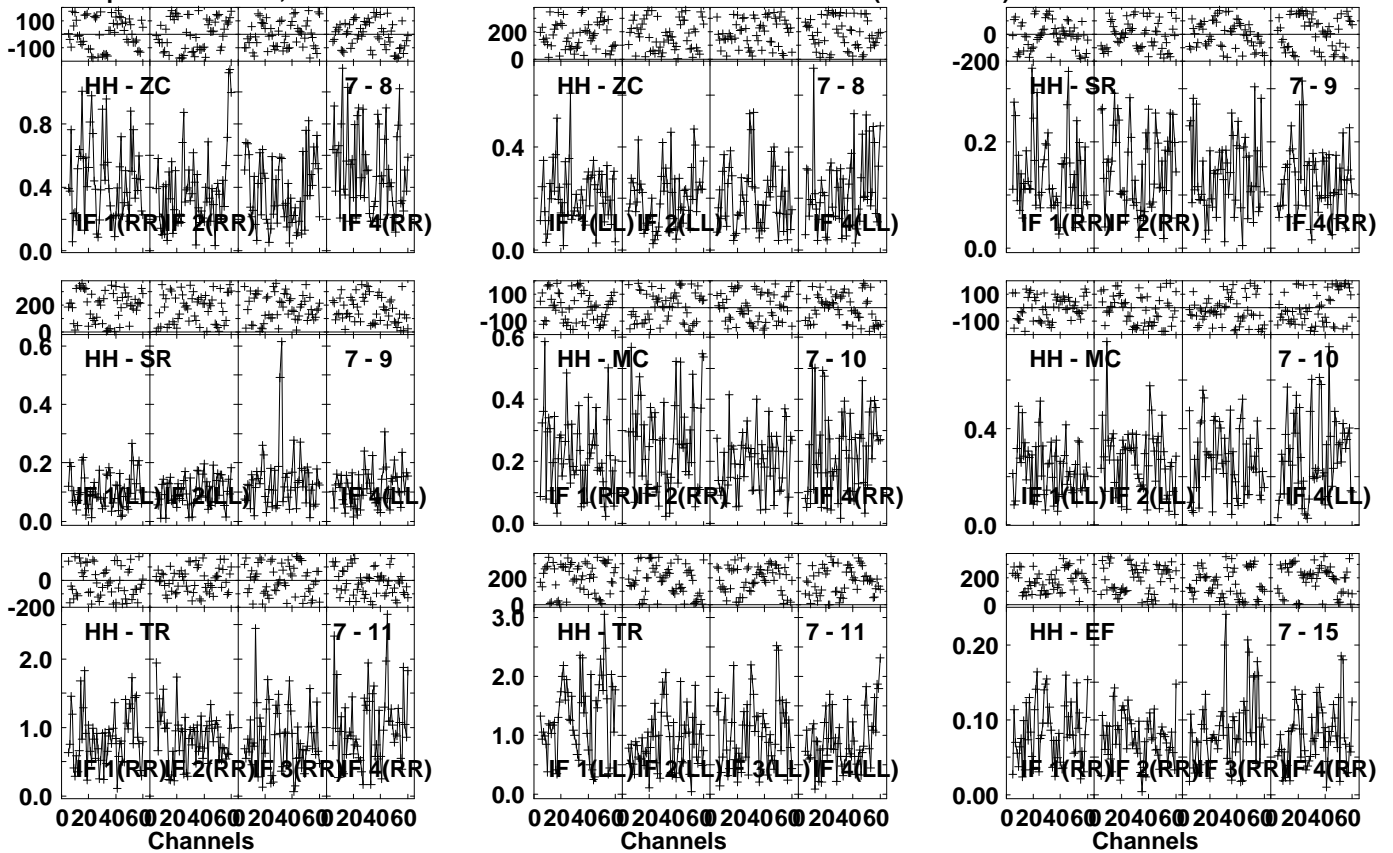 100
-100
HH - ZC 7 - 8
0.8
0.4
0.0
IF 1(RR) IF 2(RR) IF 4(RR)
200
0
HH - ZC 7 - 8
0.4
0.0
IF 1(LL) IF 2(LL) IF 4(LL)
0
-200
HH - SR 7 - 9
0.2
0.0
IF 1(RR) IF 2(RR) IF 4(RR)
200
0
0.6
HH - SR 7 - 9
0.4
0.2
0.0
IF 1(LL) IF 2(LL) IF 4(LL)
100
-100
0.6
HH - MC 7 - 10
0.4
0.2
0.0
IF 1(RR) IF 2(RR) IF 4(RR)
100
-100
HH - MC 7 - 10
0.4
0.0
IF 1(LL) IF 2(LL) IF 4(LL)
0
-200
HH - TR 7 - 11
2.0
1.0
0.0
IF 1(RR) IF 2(RR) IF 3(RR) IF 4(RR)
0 20 40 60 0 20 40 60 0 20 40 60 0 20 40 60
Channels
200
0
3.0
HH - TR 7 - 11
2.0
1.0
0.0
IF 1(LL) IF 2(LL) IF 3(LL) IF 4(LL)
0 20 40 60 0 20 40 60 0 20 40 60 0 20 40 60
Channels
200
0
HH - EF 7 - 15
0.20
0.10
0.00
IF 1(RR) IF 2(RR) IF 3(RR) IF 4(RR)
0 20 40 60 0 20 40 60 0 20 40 60 0 20 40 60
Channels